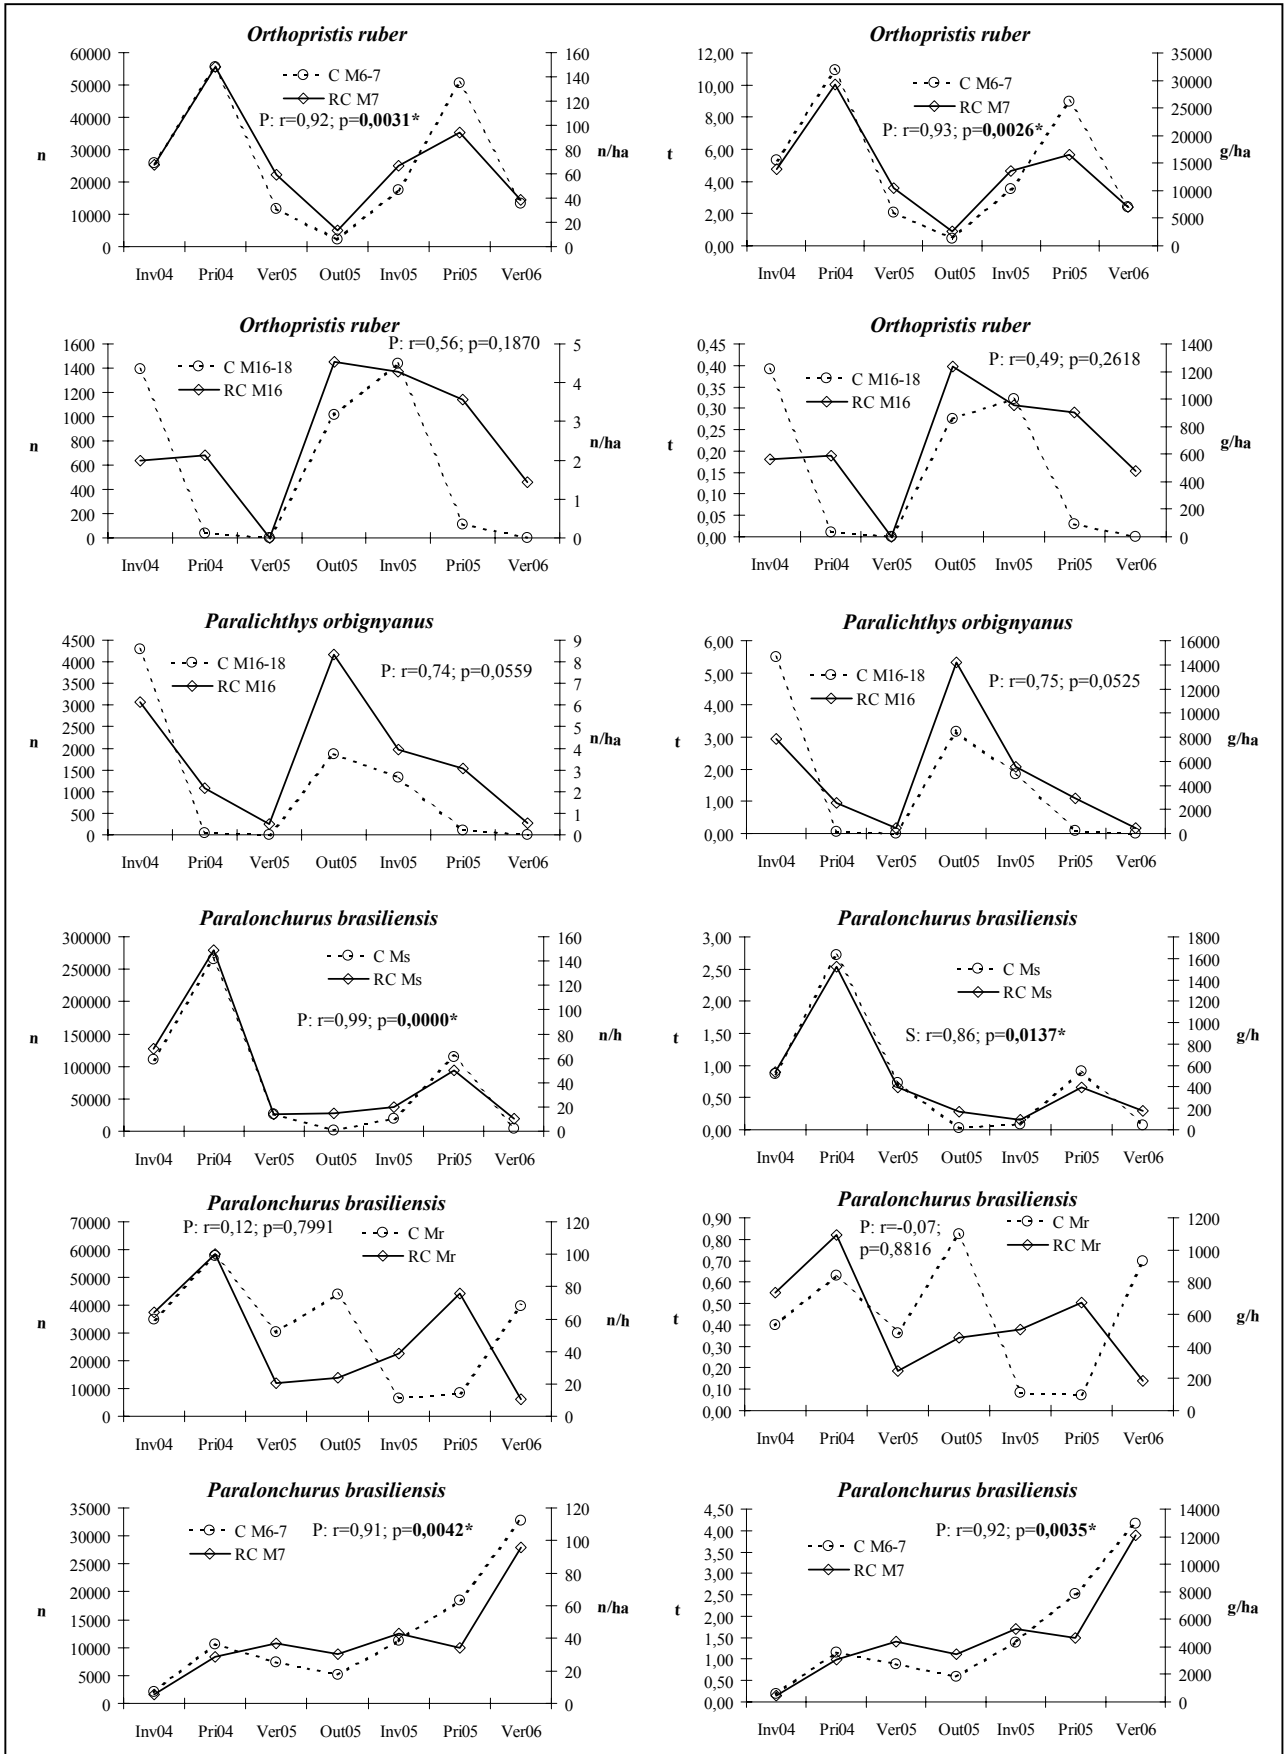 Orthopristis ruber
60000
50000
40000
30000
20000
10000
0
n
160
140
120
100
80
60
40
20
0
n/ha
C M6-7
RC M7
P: r=0,92; p=0,0031*
Inv04 Pri04 Ver05 Out05 Inv05 Pri05 Ver06
Orthopristis ruber
12,00
10,00
8,00
6,00
4,00
2,00
0,00
t
35000
30000
25000
20000
15000
10000
5000
0
g/ha
C M6-7
RC M7
P: r=0,93; p=0,0026*
Inv04 Pri04 Ver05 Out05 Inv05 Pri05 Ver06
Orthopristis ruber
1600
1400
1200
1000
800
600
400
200
0
n
5
4
3
2
1
0
n/ha
P: r=0,56; p=0,1870
C M16-18
RC M16
Inv04 Pri04 Ver05 Out05 Inv05 Pri05 Ver06
Orthopristis ruber
0,45
0,40
0,35
0,30
0,25
0,20
0,15
0,10
0,05
0,00
t
1400
1200
1000
800
600
400
200
0
g/ha
P: r=0,49; p=0,2618
C M16-18
RC M16
Inv04 Pri04 Ver05 Out05 Inv05 Pri05 Ver06
Paralichthys orbignyanus
4500
4000
3500
3000
2500
2000
1500
1000
500
0
n
9
8
7
6
5
4
3
2
1
0
n/ha
C M16-18
RC M16
P: r=0,74; p=0,0559
Inv04 Pri04 Ver05 Out05 Inv05 Pri05 Ver06
Paralichthys orbignyanus
6,00
5,00
4,00
3,00
2,00
1,00
0,00
t
16000
14000
12000
10000
8000
6000
4000
2000
0
g/ha
C M16-18
RC M16
P: r=0,75; p=0,0525
Inv04 Pri04 Ver05 Out05 Inv05 Pri05 Ver06
Paralonchurus brasiliensis
300000
250000
200000
150000
100000
50000
0
n
160
140
120
100
80
60
40
20
0
n/h
C Ms
RC Ms
P: r=0,99; p=0,0000*
Inv04 Pri04 Ver05 Out05 Inv05 Pri05 Ver06
Paralonchurus brasiliensis
3,00
2,50
2,00
1,50
1,00
0,50
0,00
t
1800
1600
1400
1200
1000
800
600
400
200
0
g/h
C Ms
RC Ms
S: r=0,86; p=0,0137*
Inv04 Pri04 Ver05 Out05 Inv05 Pri05 Ver06
Paralonchurus brasiliensis
70000
60000
50000
40000
30000
20000
10000
0
n
120
100
80
60
40
20
0
n/h
P: r=0,12; p=0,7991
C Mr
RC Mr
Inv04 Pri04 Ver05 Out05 Inv05 Pri05 Ver06
Paralonchurus brasiliensis
0,90
0,80
0,70
0,60
0,50
0,40
0,30
0,20
0,10
0,00
t
1200
1000
800
600
400
200
0
g/h
P: r=-0,07;
p=0,8816
C Mr
RC Mr
Inv04 Pri04 Ver05 Out05 Inv05 Pri05 Ver06
Paralonchurus brasiliensis
35000
30000
25000
20000
15000
10000
5000
0
n
120
100
80
60
40
20
0
n/ha
C M6-7
RC M7
P: r=0,91; p=0,0042*
Inv04 Pri04 Ver05 Out05 Inv05 Pri05 Ver06
Paralonchurus brasiliensis
4,50
4,00
3,50
3,00
2,50
2,00
1,50
1,00
0,50
0,00
t
14000
12000
10000
8000
6000
4000
2000
0
g/ha
P: r=0,92; p=0,0035*
C M6-7
RC M7
Inv04 Pri04 Ver05 Out05 Inv05 Pri05 Ver06